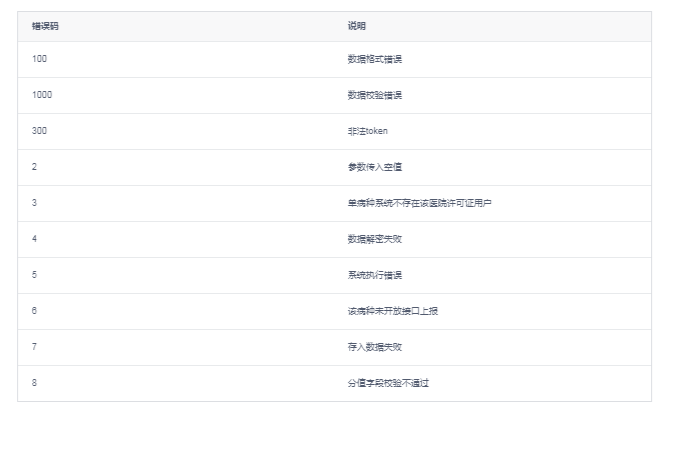 错误码 说明
100 数据格式错误
1000 数据校验错误
300 非法token
2 参数传入空值
3 单病种系统不存在该医院许可证用户
4 数据解密失败
5 系统执行错误
6 该病种未开放接口上报
7 存入数据失败
8 分值字段校验不通过